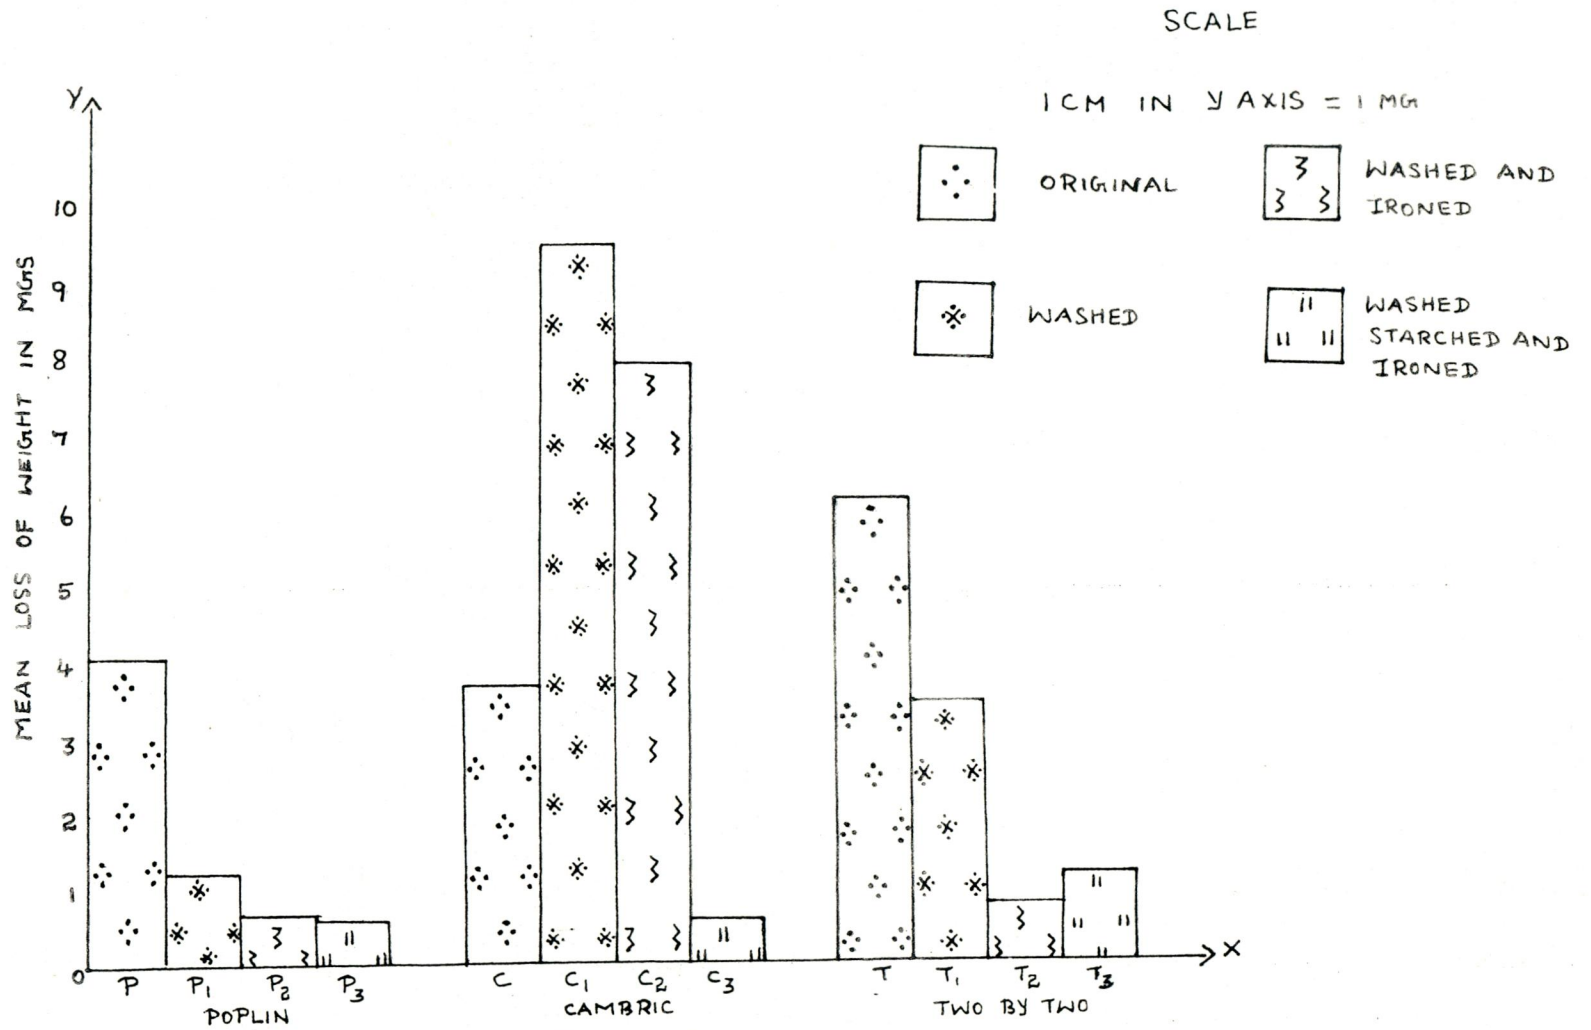 SCALE
1 CM IN Y AXIS = 1 MG
ORIGINAL
WASHED AND
IRONED
WASHED
WASHED
STARCHED AND
IRONED
Y
10
9
8
7
6
5
4
3
2
1
0
MEAN LOSS OF WEIGHT IN MGS
X
P P1 P2 P3
POPLIN
C C1 C2 C3
CAMBRIC
T T1 T2 T3
TWO BY TWO